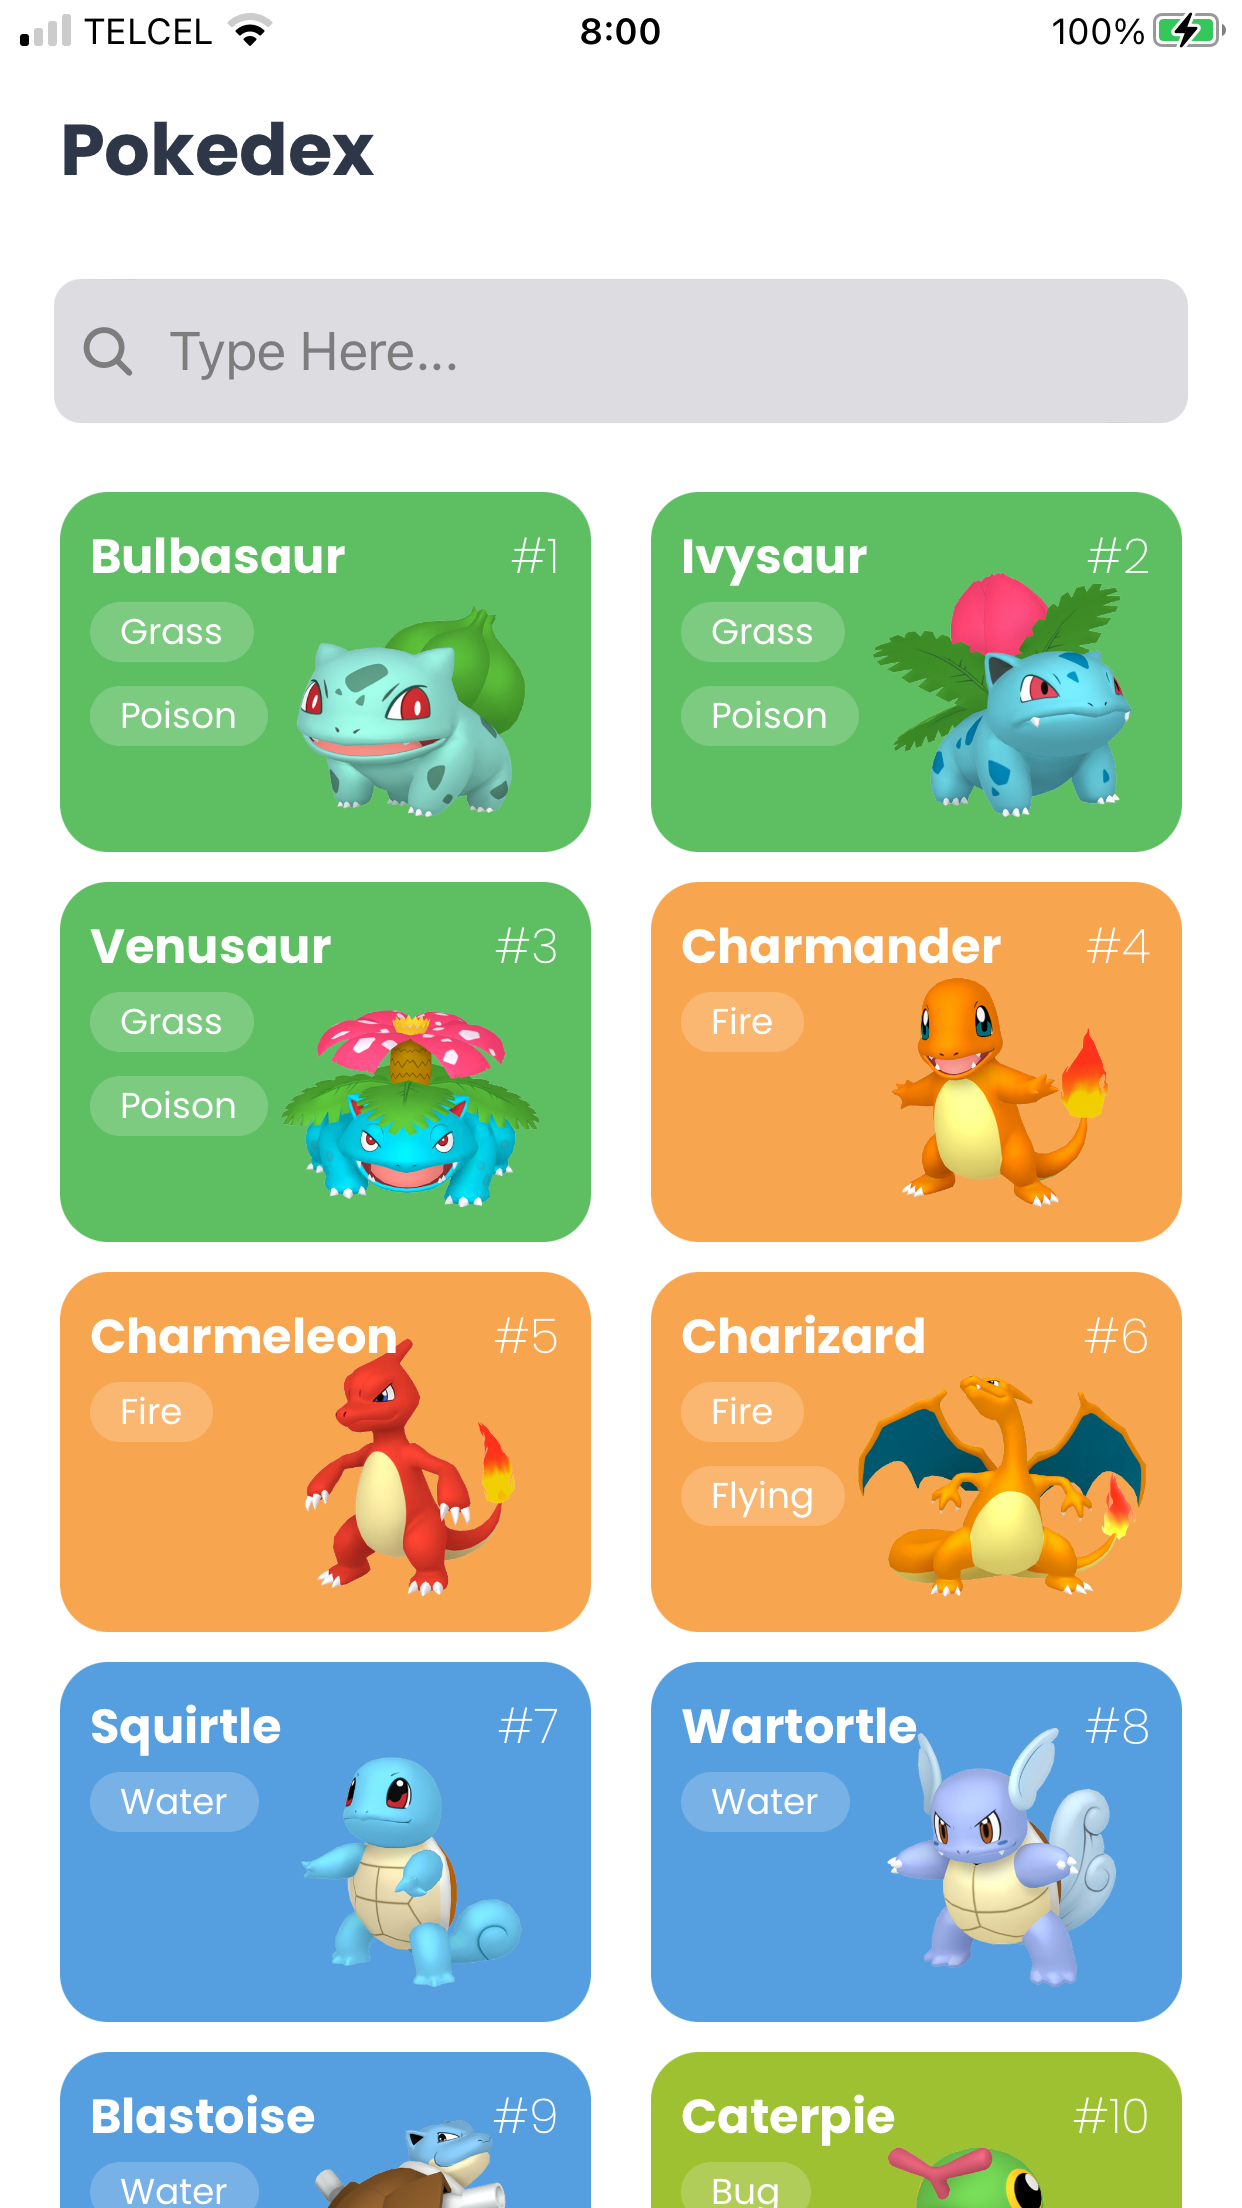 TELCEL 8:00 100%
Pokedex
Type Here...
Bulbasaur #1
Grass
Poison
Ivysaur #2
Grass
Poison
Venusaur #3
Grass
Poison
Charmander #4
Fire
Charmeleon #5
Fire
Charizard #6
Fire
Flying
Squirtle #7
Water
Wartortle #8
Water
Blastoise #9
Water
Caterpie #10
Bug